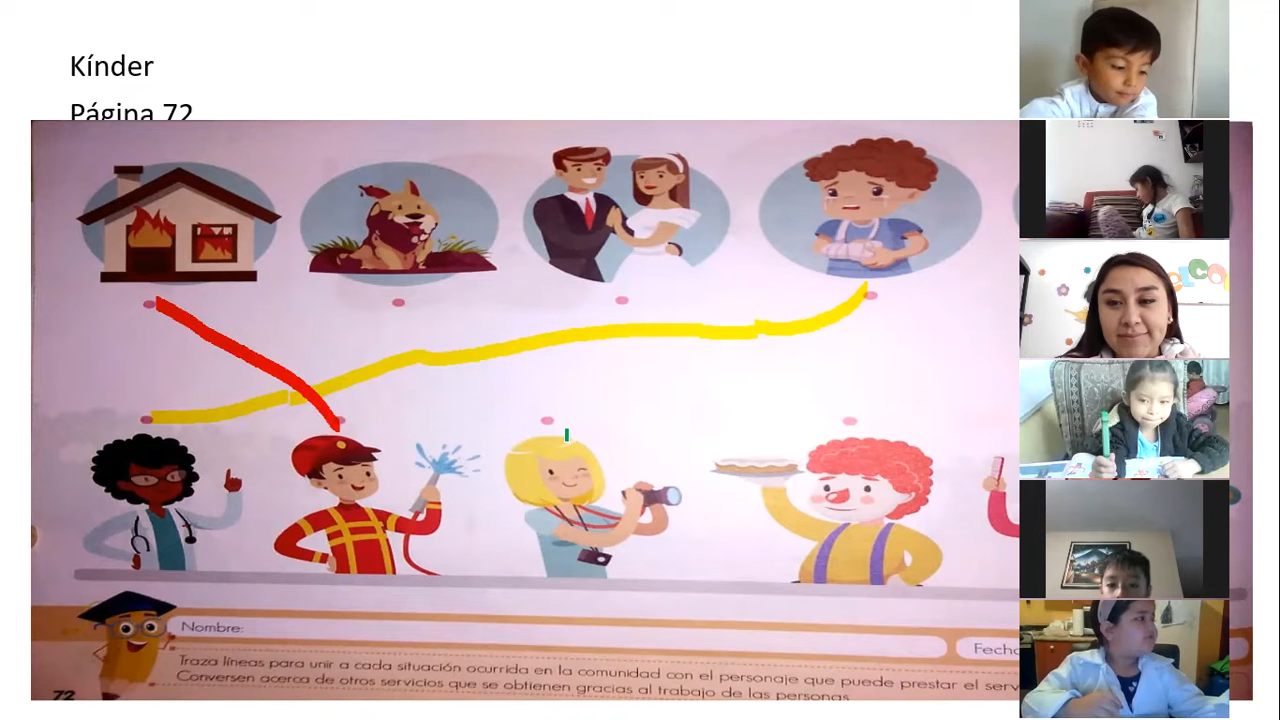 Kínder
Página 72
Nombre:
Fecha
Traza líneas para unir a cada situación ocurrida en la comunidad con el personaje que puede prestar el serv
Conversen acerca de otros servicios que se obtienen gracias al trabajo de las personas.
72